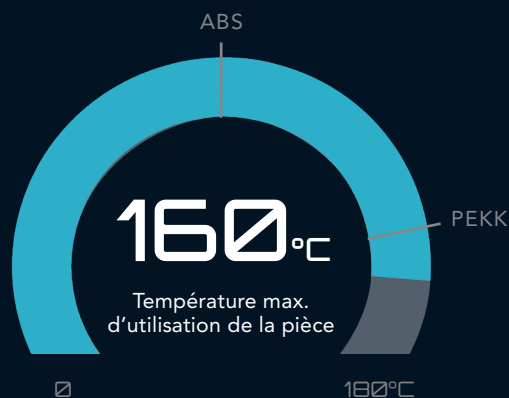 ABS
PEKK
160°C
Température max.
d'utilisation de la pièce
0
180°C